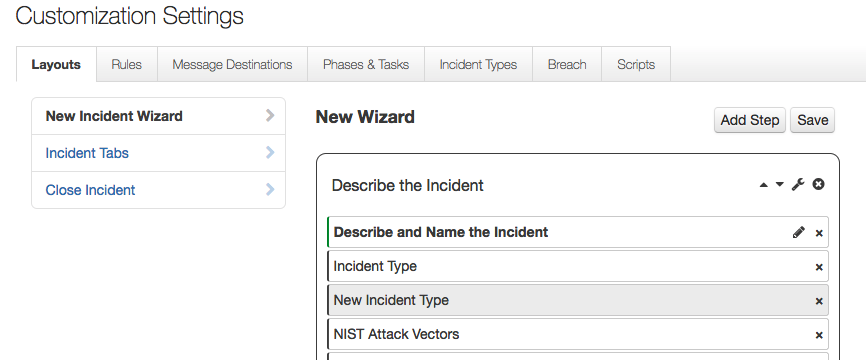 Customization Settings
Layouts Rules Message Destinations Phases & Tasks Incident Types Breach Scripts
New Incident Wizard
Incident Tabs
Close Incident
New Wizard
Add Step Save
Describe the Incident
Describe and Name the Incident
Incident Type
New Incident Type
NIST Attack Vectors